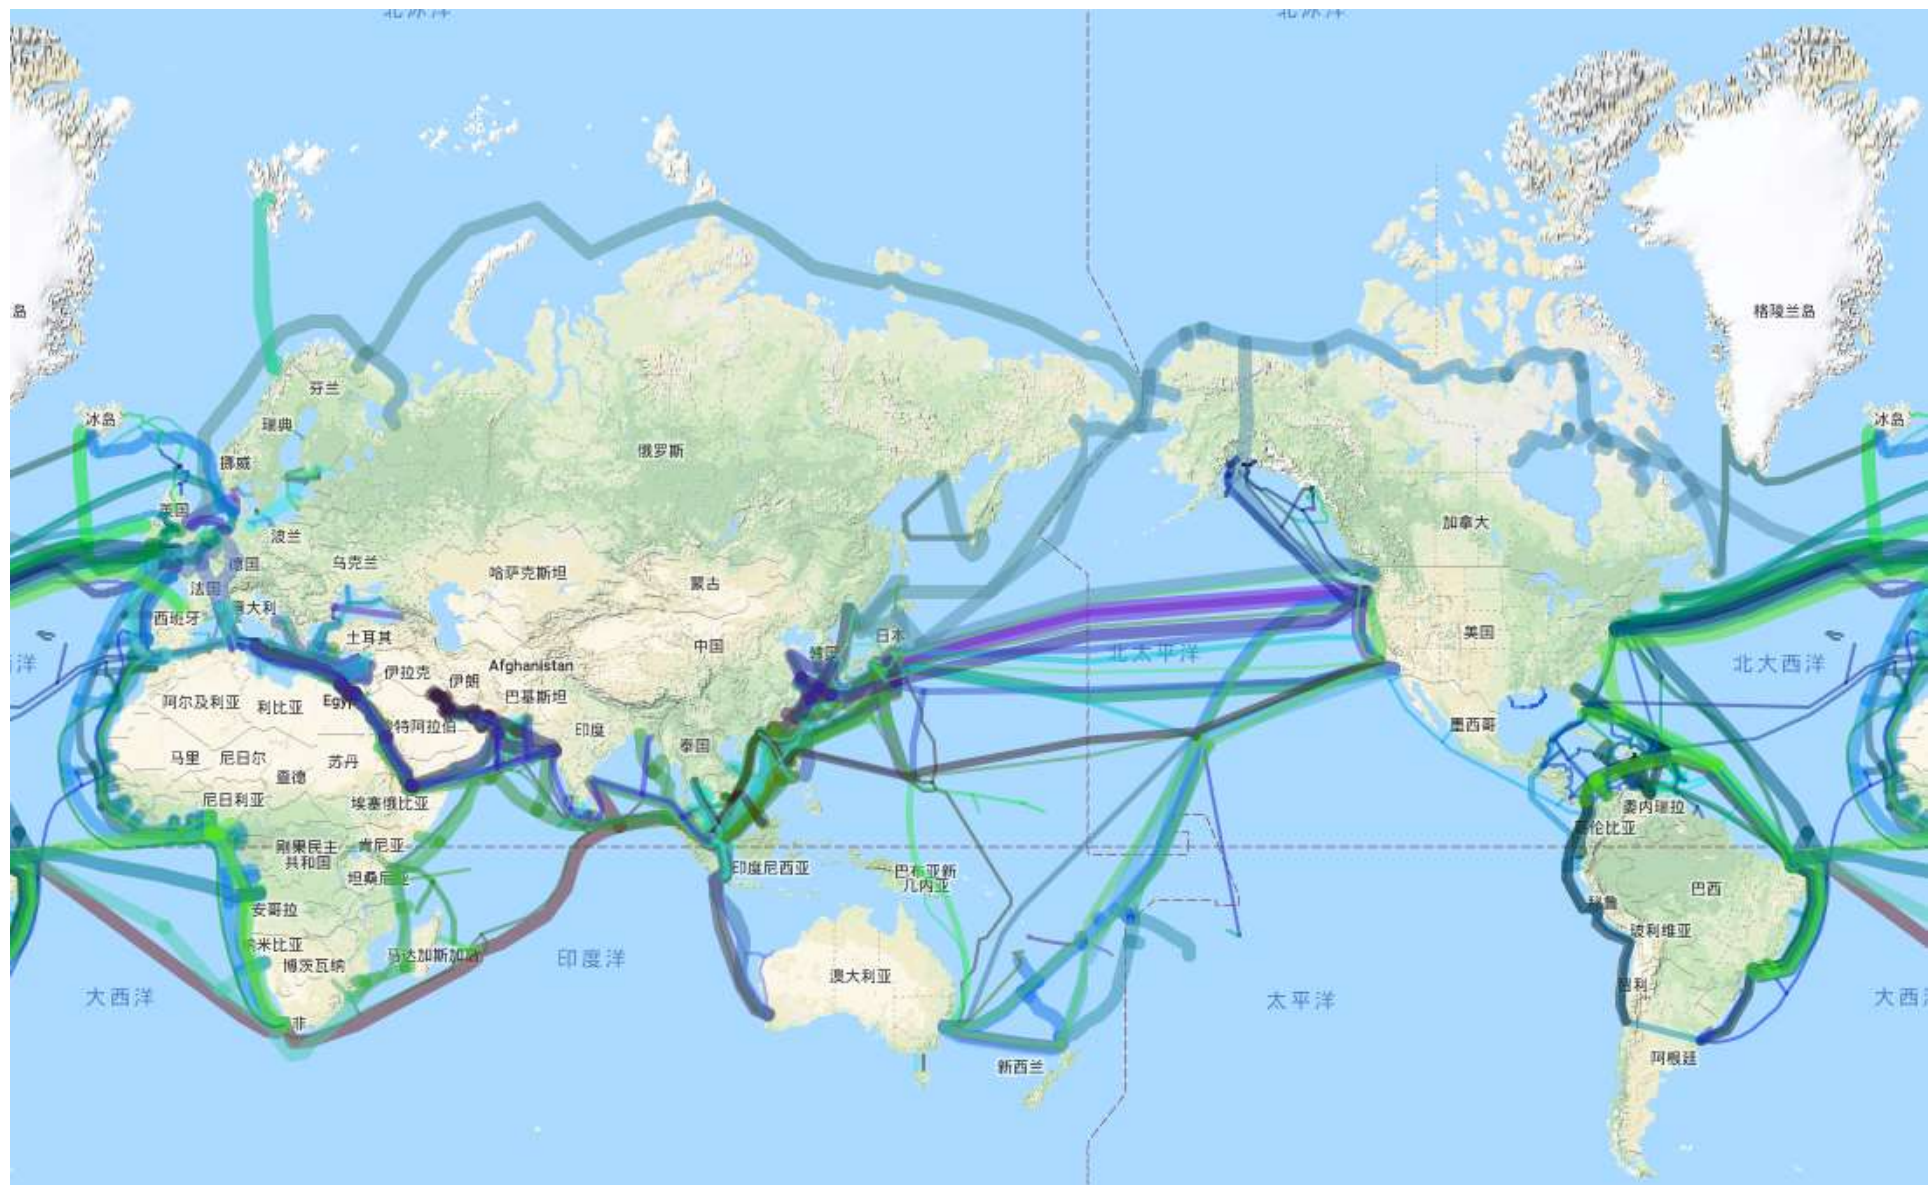 北冰洋
北冰洋
岛
格陵兰岛
芬兰
冰岛
冰岛
瑞典
俄罗斯
挪威
英国
加拿大
波兰
德国
乌克兰
哈萨克斯坦
蒙古
法国
意大利
西班牙
土耳其
中国
日本
美国
韩国
北太平洋
北大西洋
洋
伊拉克
伊朗
Afghanistan
巴基斯坦
阿尔及利亚
利比亚
沙特阿拉伯
印度
墨西哥
泰国
马里
尼日尔
苏丹
查德
尼日利亚
埃塞俄比亚
委内瑞拉
哥伦比亚
刚果民主
共和国
肯尼亚
坦桑尼亚
印度尼西亚
巴布亚新
几内亚
巴西
安哥拉
秘鲁
玻利维亚
纳米比亚
博茨瓦纳
马达加斯加
印度洋
澳大利亚
智利
大西洋
太平洋
大西
非
新西兰
阿根廷